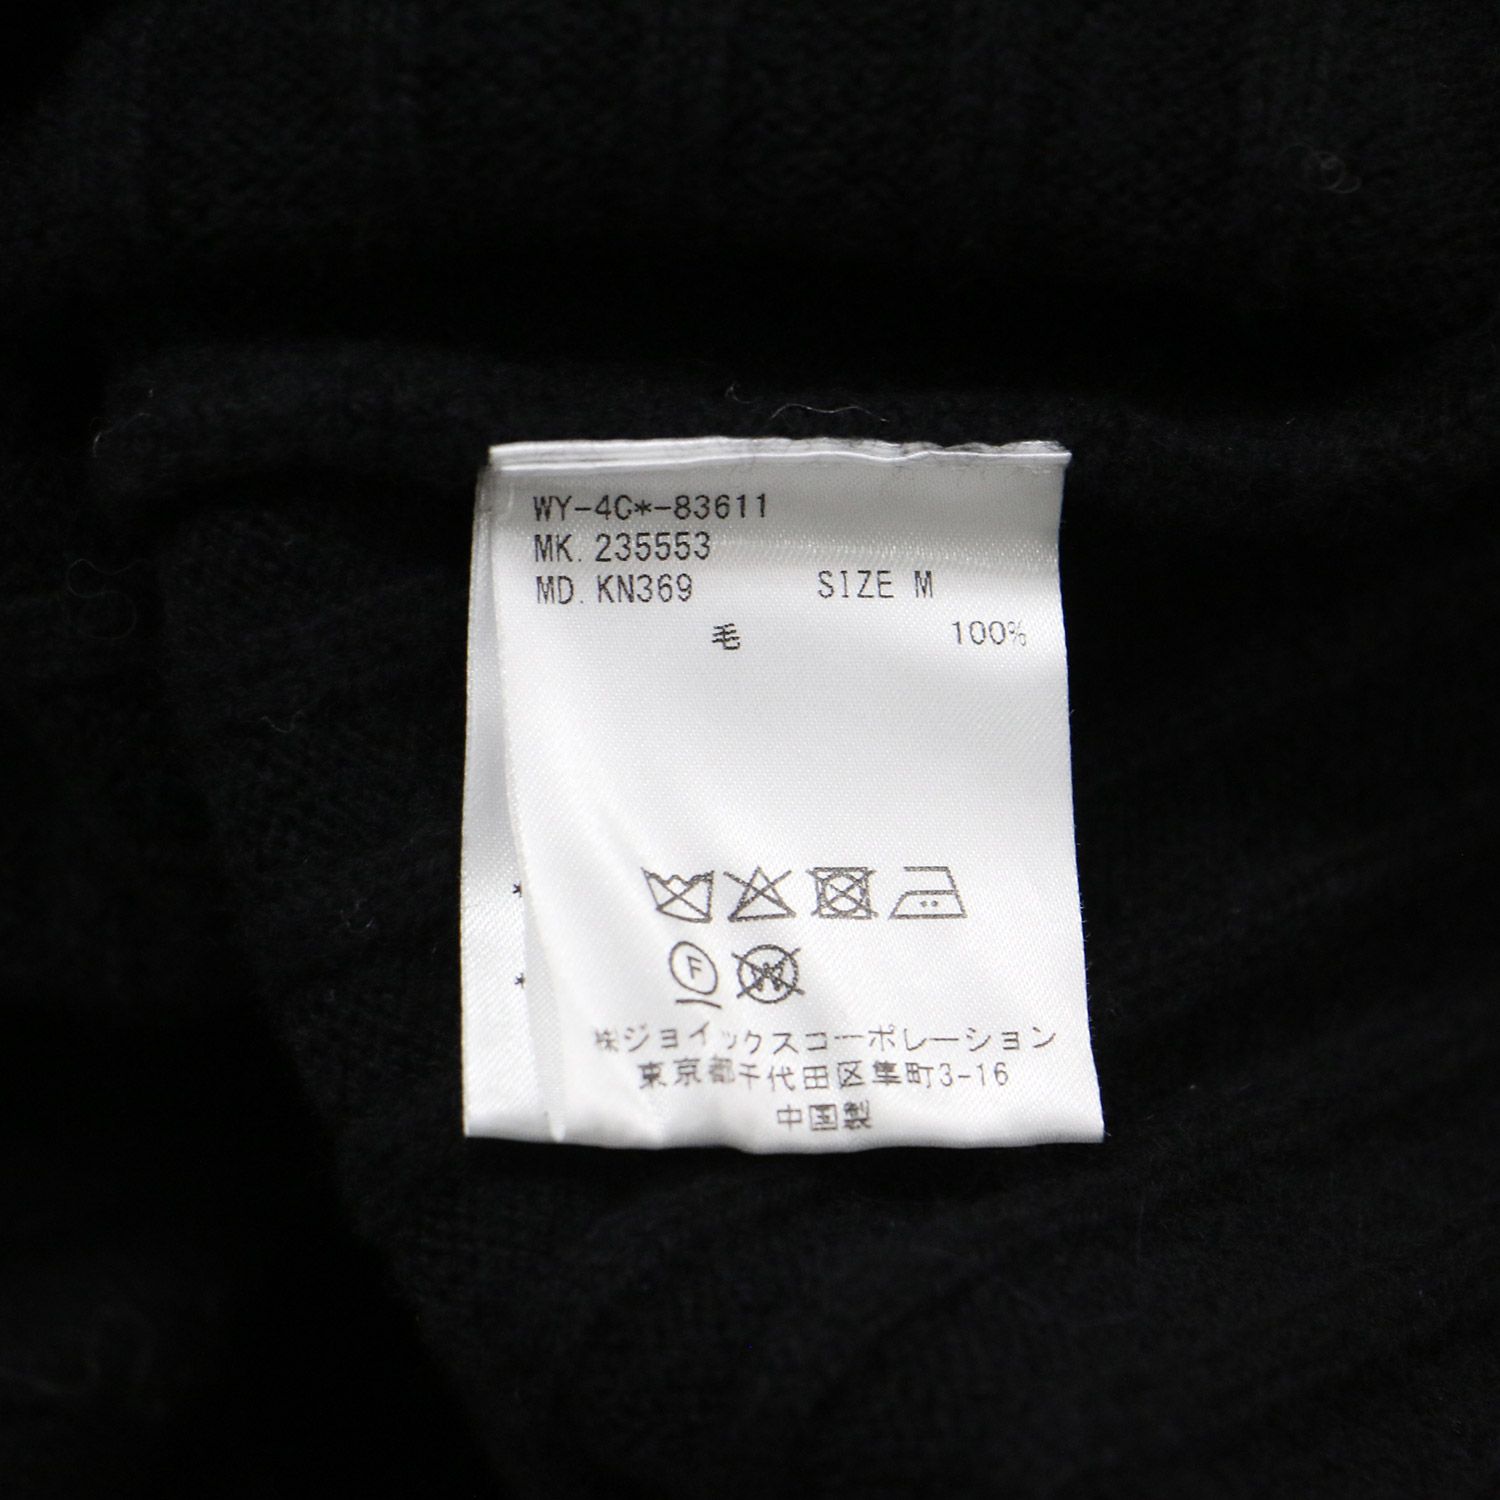 WY-4C*-83611
MK. 235553
MD. KN369 SIZE M
毛 100%
*
*
F
W
㈱ジョイックスコーポレーション
東京都千代田区隼町3-16
中国製